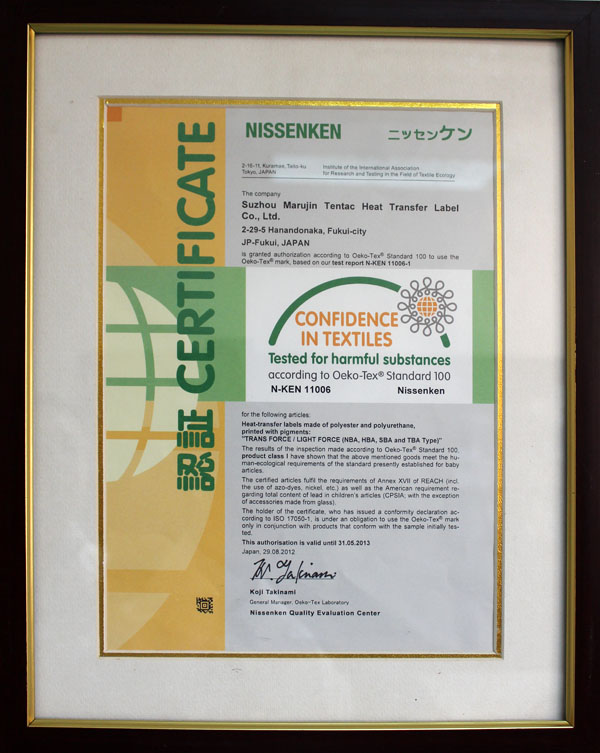 認証 CERTIFICATE
NISSENKEN
ニッセンケン
2-16-11, Kuramae, Taito-ku
Tokyo, JAPAN
Institute of the International Association
for Research and Testing in the Field of Textile Ecology
The company
Suzhou Marujin Tentac Heat Transfer Label
Co., Ltd.
2-29-5 Hanandonaka, Fukui-city
JP-Fukui, JAPAN
is granted authorization according to Oeko-Tex® Standard 100 to use the
Oeko-Tex® mark, based on our test report N-KEN 11006-1
CONFIDENCE
IN TEXTILES
Tested for harmful substances
according to Oeko-Tex® Standard 100
N-KEN 11006 Nissenken
for the following articles:
Heat-transfer labels made of polyester and polyurethane,
printed with pigments:
"TRANS FORCE / LIGHT FORCE (NBA, HBA, SBA and TBA Type)"
The results of the inspection made according to Oeko-Tex® Standard 100,
product class I have shown that the above mentioned goods meet the hu-
man-ecological requirements of the standard presently established for baby
articles.
The certified articles fulfil the requirements of Annex XVII of REACH (incl.
the use of azo-dyes, nickel, etc.) as well as the American requirement re-
garding total content of lead in children's articles (CPSIA; with the exception
of accessories made from glass).
The holder of the certificate, who has issued a conformity declaration ac-
cording to ISO 17050-1, is under an obligation to use the Oeko-Tex® mark
only in conjunction with products that conform with the sample initially tes-
ted.
This authorisation is valid until 31.05.2013
Japan, 29.08.2012
K. Takinami
Koji Takinami
General Manager, Oeko-Tex Laboratory
Nissenken Quality Evaluation Center